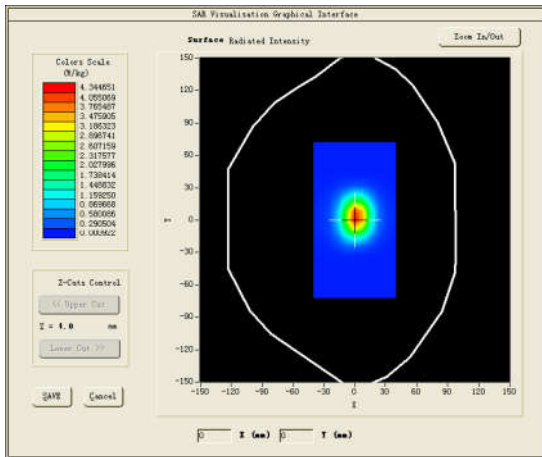 SAR Visualisation Graphical Interface
Surface Radiated Intensity
Zoom In/Out
Colors Scale
(W/kg)
4.344651
4.055069
3.765487
3.475905
3.186323
2.896741
2.607159
2.317577
2.027995
1.738414
1.448832
1.159250
0.869668
0.580086
0.290504
0.000922
Z-Cuts Control
<< Upper Cut
Z = 4.0 mm
Lower Cut >>
SAVE
Cancel
150
120
90
60
30
0
-30
-60
-90
-120
-150
Y
-150 -120 -90 -60 -30 0 30 60 90 120 150
X
0 X (mm) 0 Y (mm)